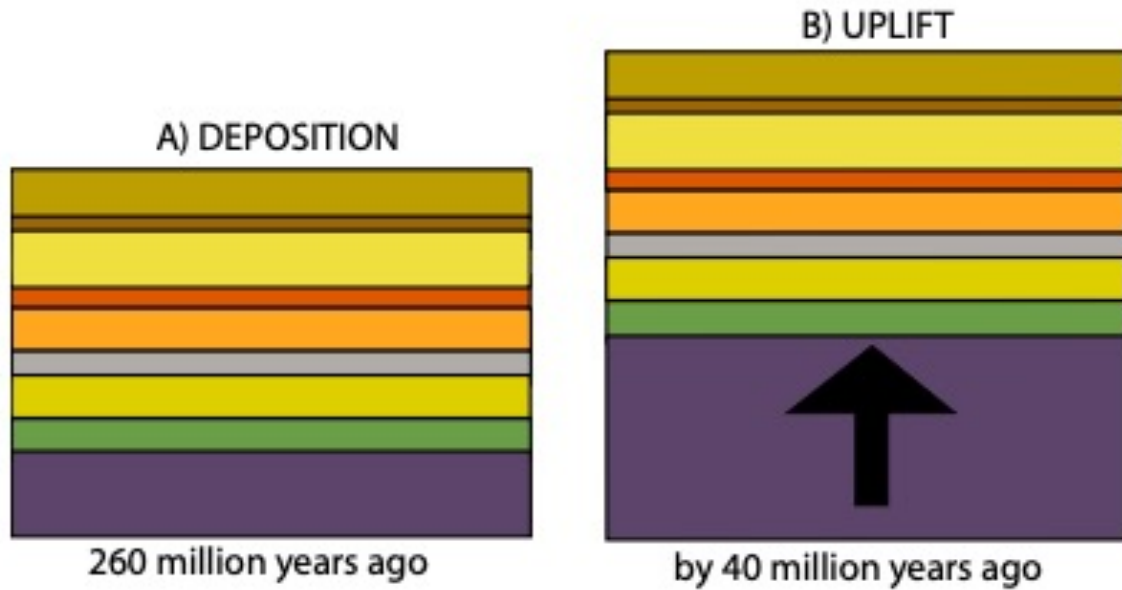 A) DEPOSITION
260 million years ago
B) UPLIFT
by 40 million years ago